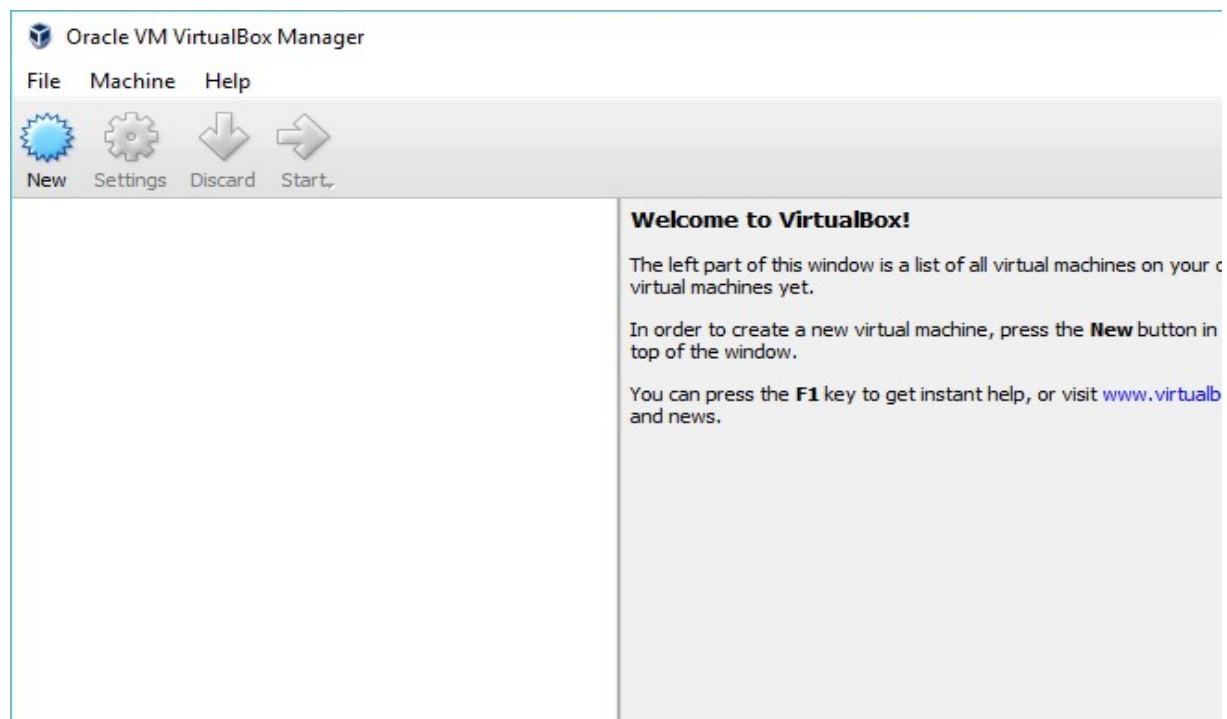 Oracle VM VirtualBox Manager
File Machine Help
New Settings Discard Start
Welcome to VirtualBox!
The left part of this window is a list of all virtual machines on your
virtual machines yet.
In order to create a new virtual machine, press the New button in
top of the window.
You can press the F1 key to get instant help, or visit www.virtualb
and news.